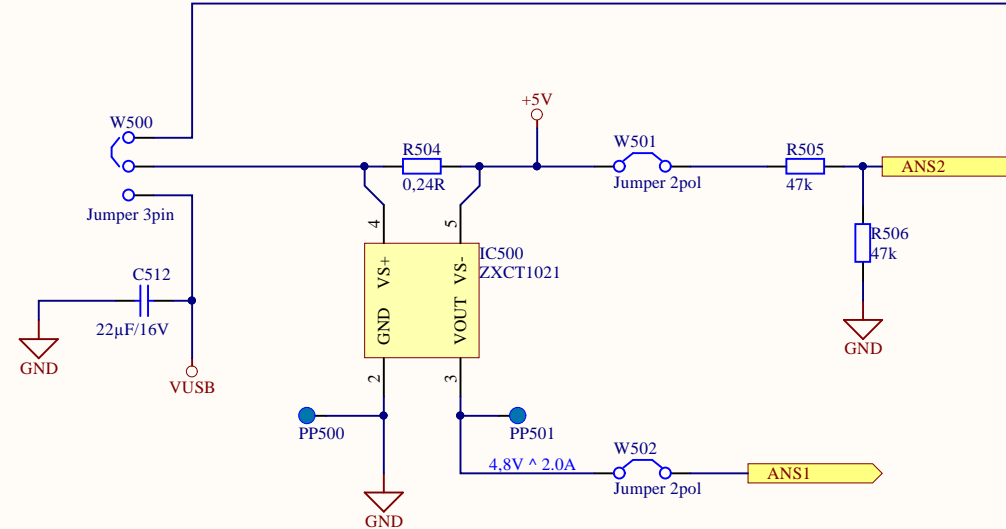 +5V
W500
W501
R504
R505
ANS2
0,24R
Jumper 2pol
47k
Jumper 3pin
4
5
R506
IC500
47k
ZXCT1021
VS+
VS-
C512
GND
VOUT
22µF/16V
GND
GND
VUSB
2
3
PP500
PP501
W502
4,8V ^ 2.0A
ANS1
Jumper 2pol
GND